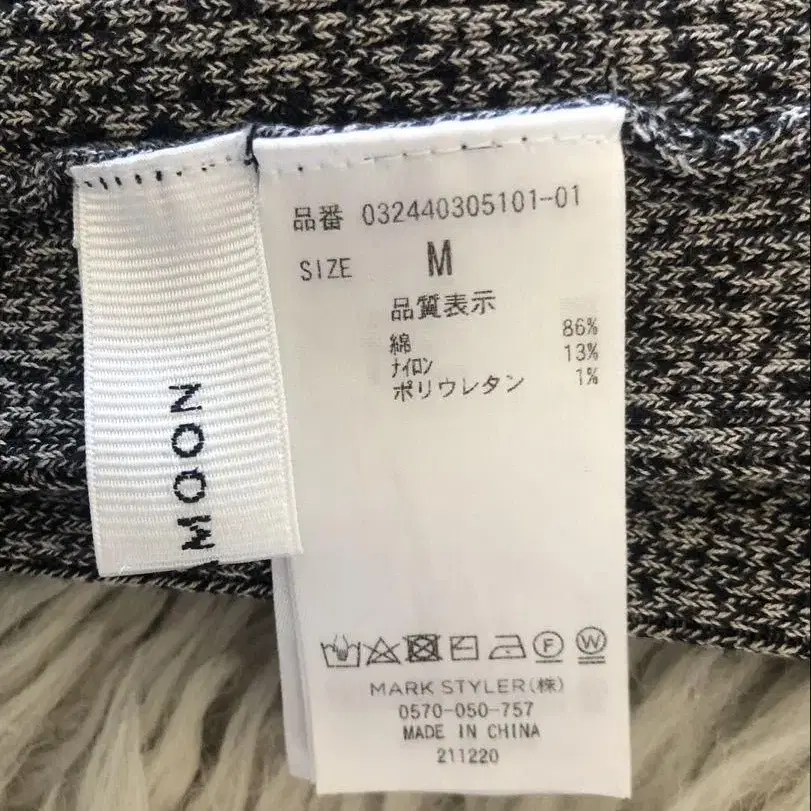 MOON
品番 032440305101-01
SIZE M
品質表示
綿 86%
ナイロン 13%
ポリウレタン 1%
F W
MARK STYLER(株)
0570-050-757
MADE IN CHINA
211220